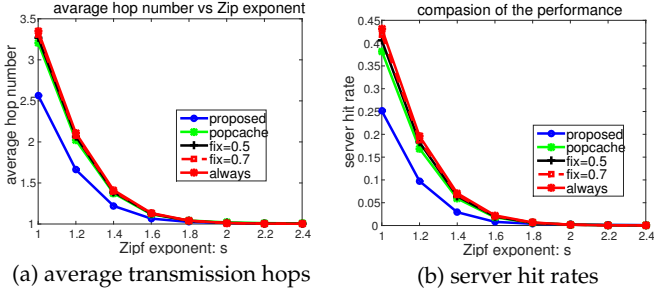 avarage hop number vs Zip exponent
average hop number
3.5
3
2.5
2
1.5
1
1 1.2 1.4 1.6 1.8 2 2.2 2.4
Zipf exponent: s
proposed
popcache
fix=0.5
fix=0.7
always
(a) average transmission hops
compasion of the performance
server hit rate
0.45
0.4
0.35
0.3
0.25
0.2
0.15
0.1
0.05
0
1 1.2 1.4 1.6 1.8 2 2.2 2.4
Zipf exponent: s
proposed
popcache
fix=0.5
fix=0.7
always
(b) server hit rates